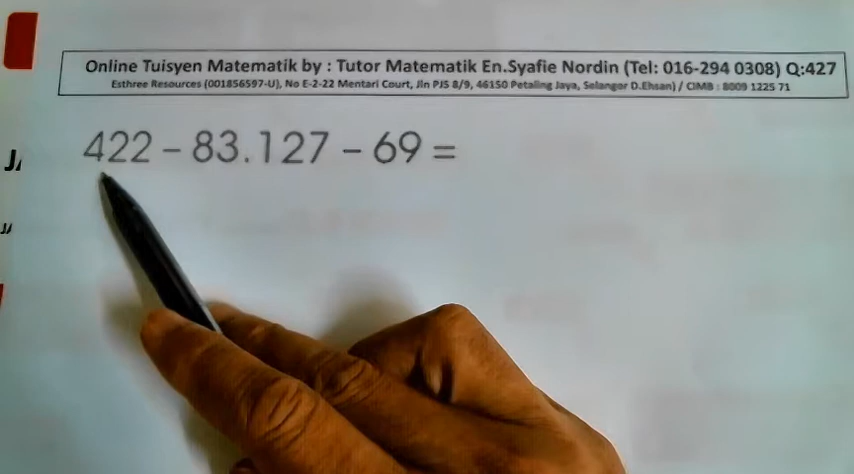 Online Tuisyen Matematik by : Tutor Matematik En.Syafie Nordin (Tel: 016-294 0308) Q:427
Esthree Resources (001856597-U), No E-2-22 Mentari Court, Jln PJS 8/9, 46150 Petaling Jaya, Selangor D.Ehsan) / CIMB : 8009 1225 71
422 – 83.127 – 69 =